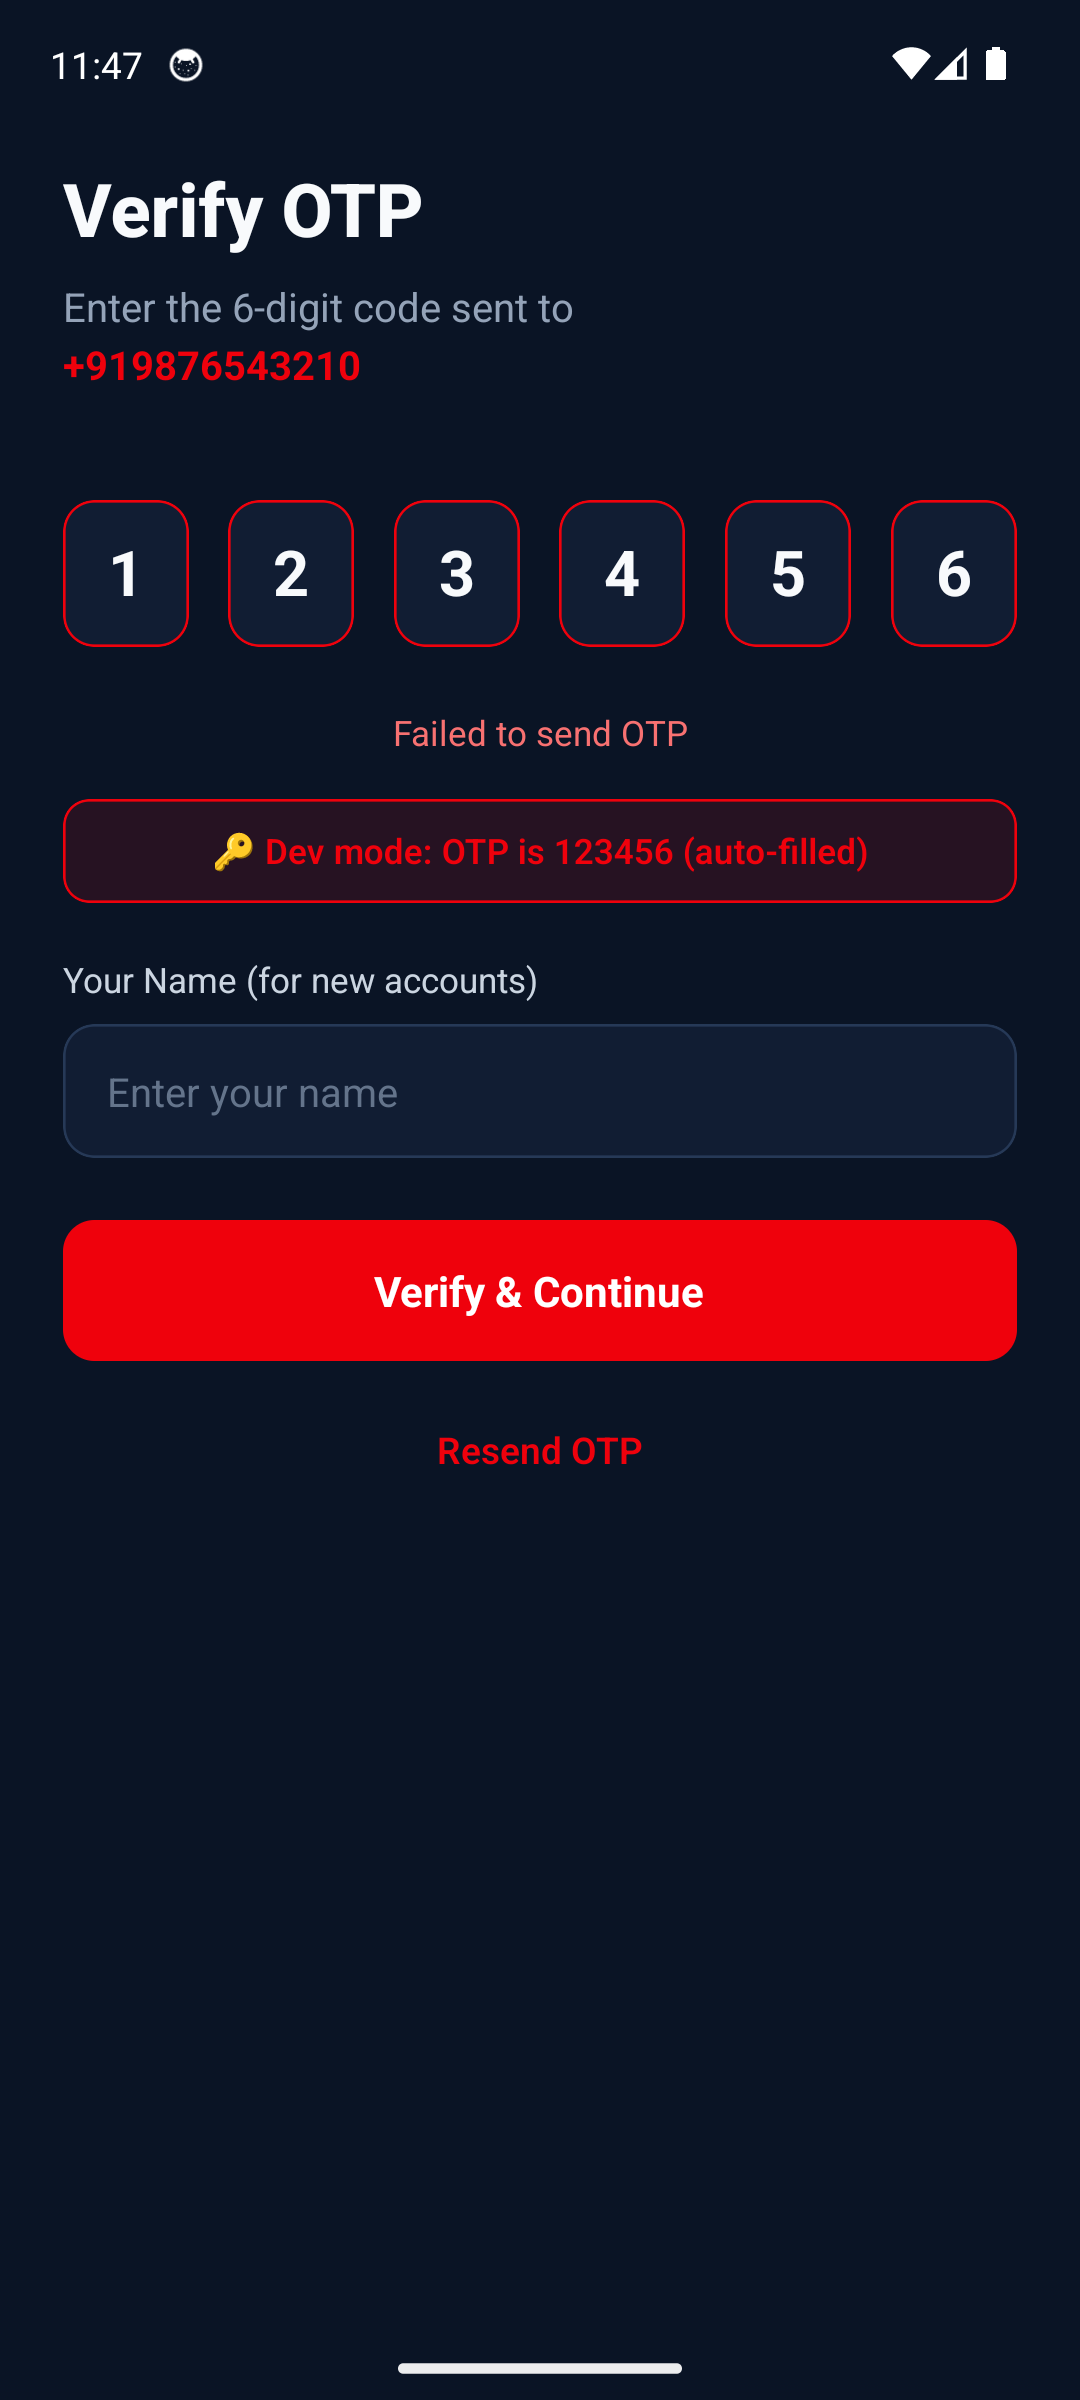 11:47
Verify OTP
Enter the 6-digit code sent to
+919876543210
1 2 3 4 5 6
Failed to send OTP
🔑 Dev mode: OTP is 123456 (auto-filled)
Your Name (for new accounts)
Enter your name
Verify & Continue
Resend OTP